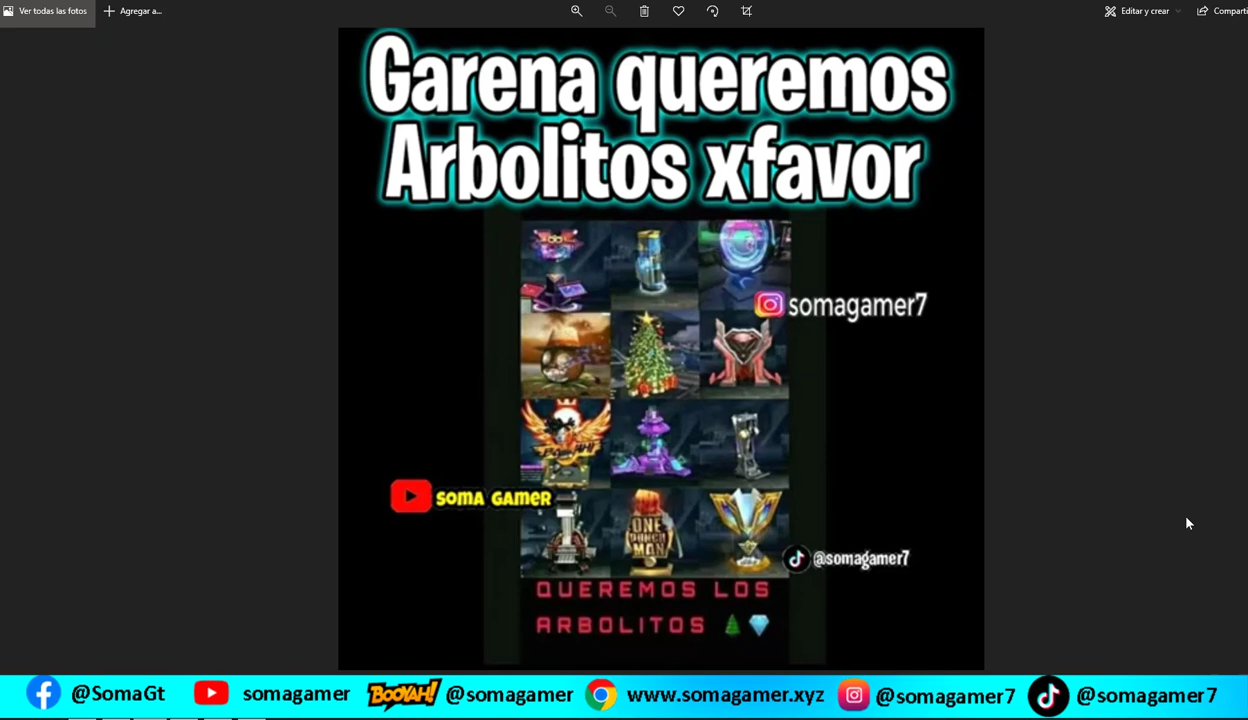 Ver todas las fotos
Agregar a...
Editar y crear
Comparti
Garena queremos
Arbolitos xfavor
somagamer7
SOMA GAMER
ONE
PUNCH
MAN
@somagamer7
QUEREMOS LOS
ARBOLITOS 🌲💎
@SomaGt
somagamer
BOOYAH!
@somagamer
www.somagamer.xyz
@somagamer7
@somagamer7